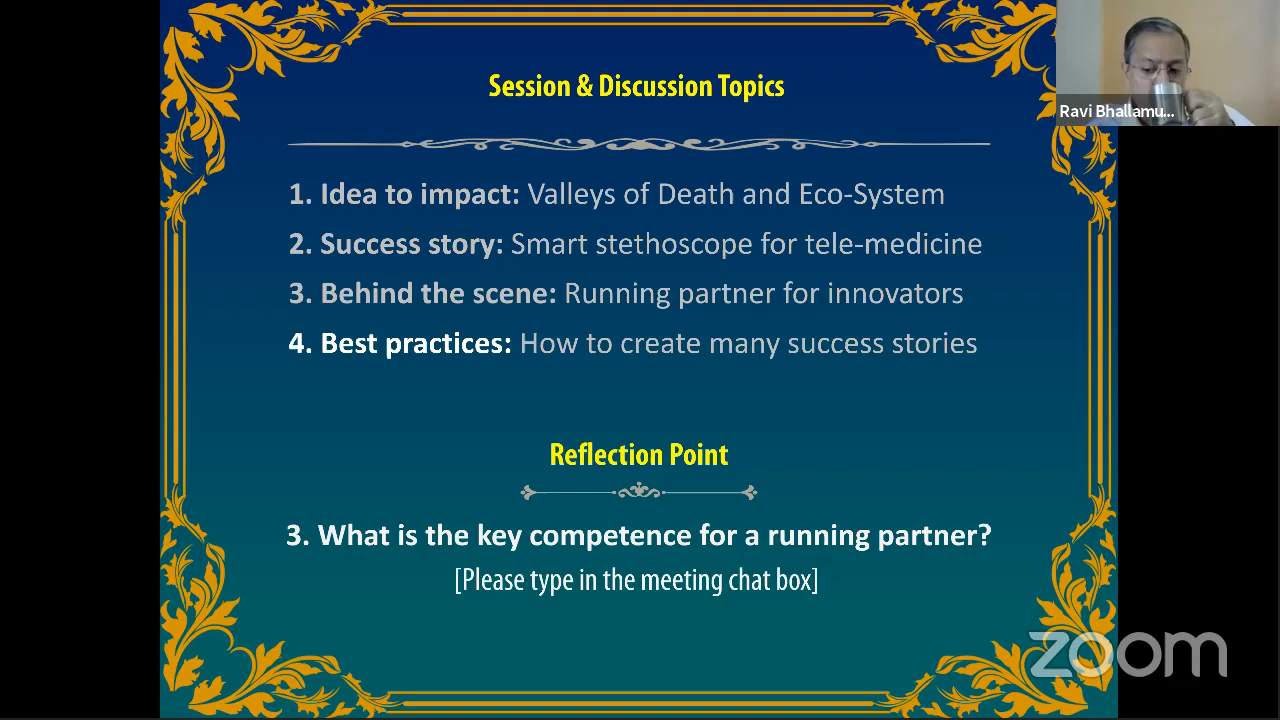 Session & Discussion Topics
Ravi Bhallamu...
1. Idea to impact: Valleys of Death and Eco-System
2. Success story: Smart stethoscope for tele-medicine
3. Behind the scene: Running partner for innovators
4. Best practices: How to create many success stories
Reflection Point
3. What is the key competence for a running partner?
[Please type in the meeting chat box]
zoom